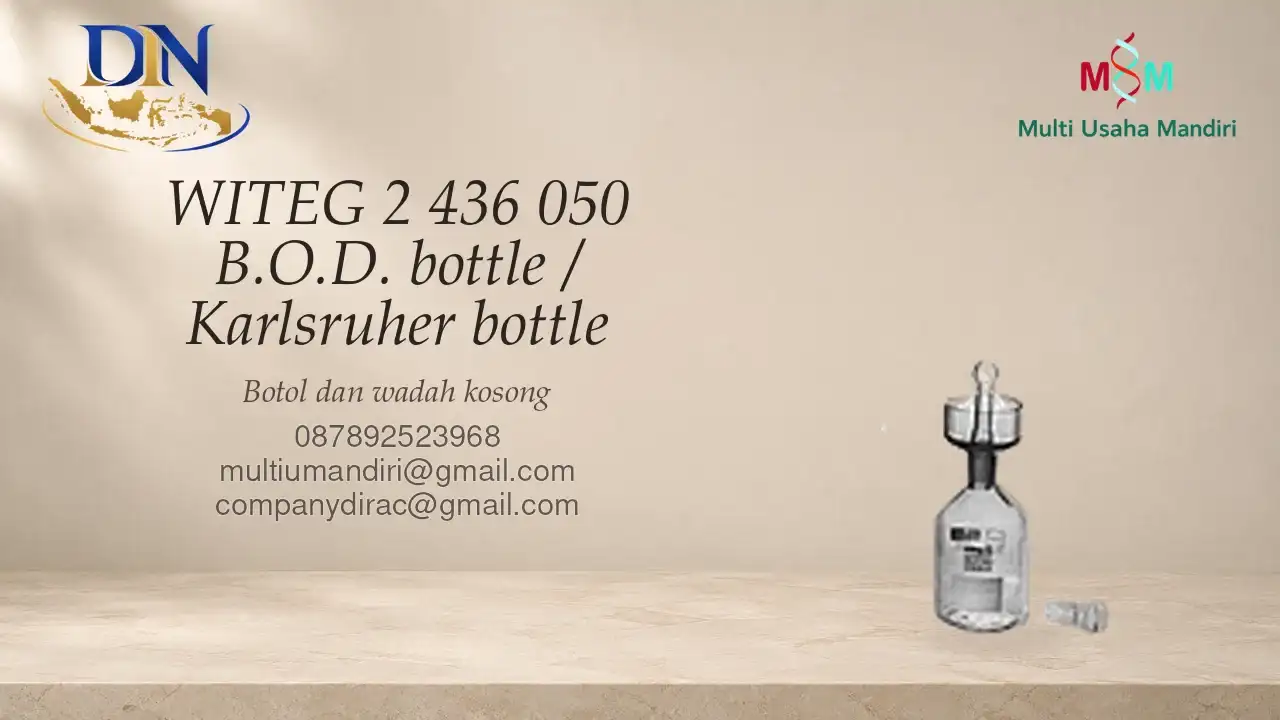 DIN
M M
Multi Usaha Mandiri
WITEG 2 436 050
B.O.D. bottle /
Karlsruher bottle
Botol dan wadah kosong
087892523968
multiumandiri@gmail.com
companydirac@gmail.com